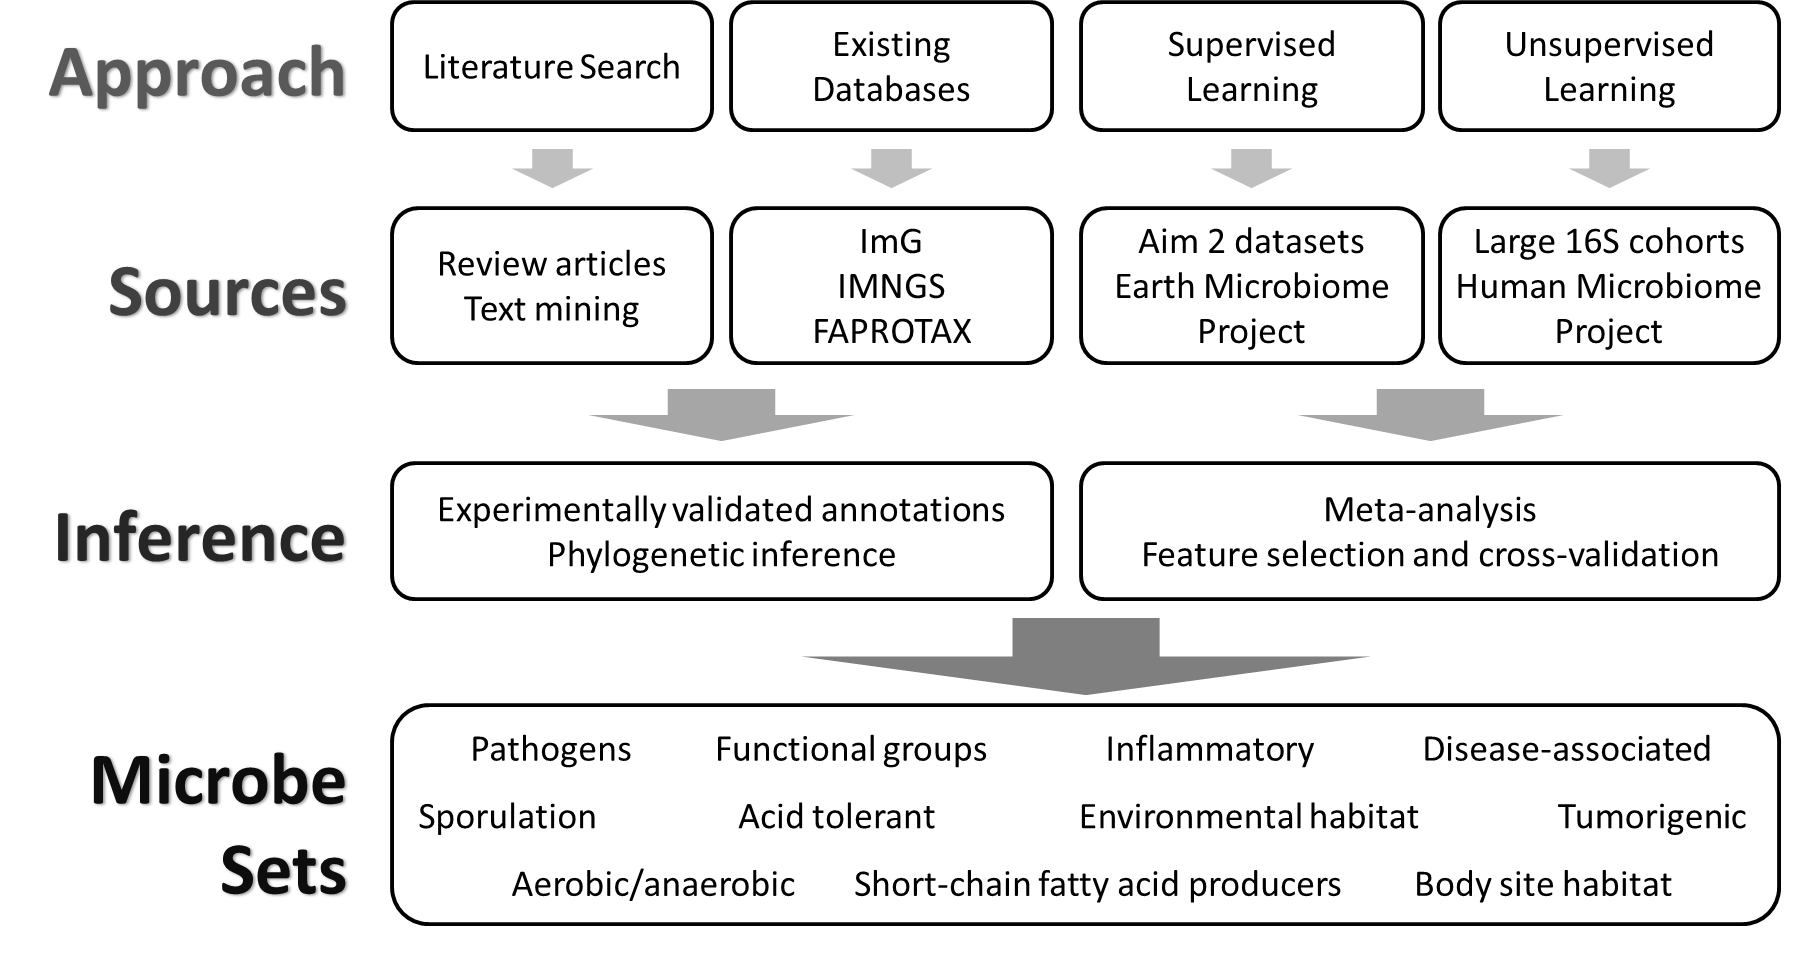 Approach
Literature Search
Existing
Databases
Supervised
Learning
Unsupervised
Learning
Sources
Review articles
Text mining
ImG
IMNGS
FAPROTAX
Aim 2 datasets
Earth Microbiome
Project
Large 16S cohorts
Human Microbiome
Project
Inference
Experimentally validated annotations
Phylogenetic inference
Meta-analysis
Feature selection and cross-validation
Microbe
Sets
Pathogens Functional groups Inflammatory Disease-associated
Sporulation Acid tolerant Environmental habitat Tumorigenic
Aerobic/anaerobic Short-chain fatty acid producers Body site habitat